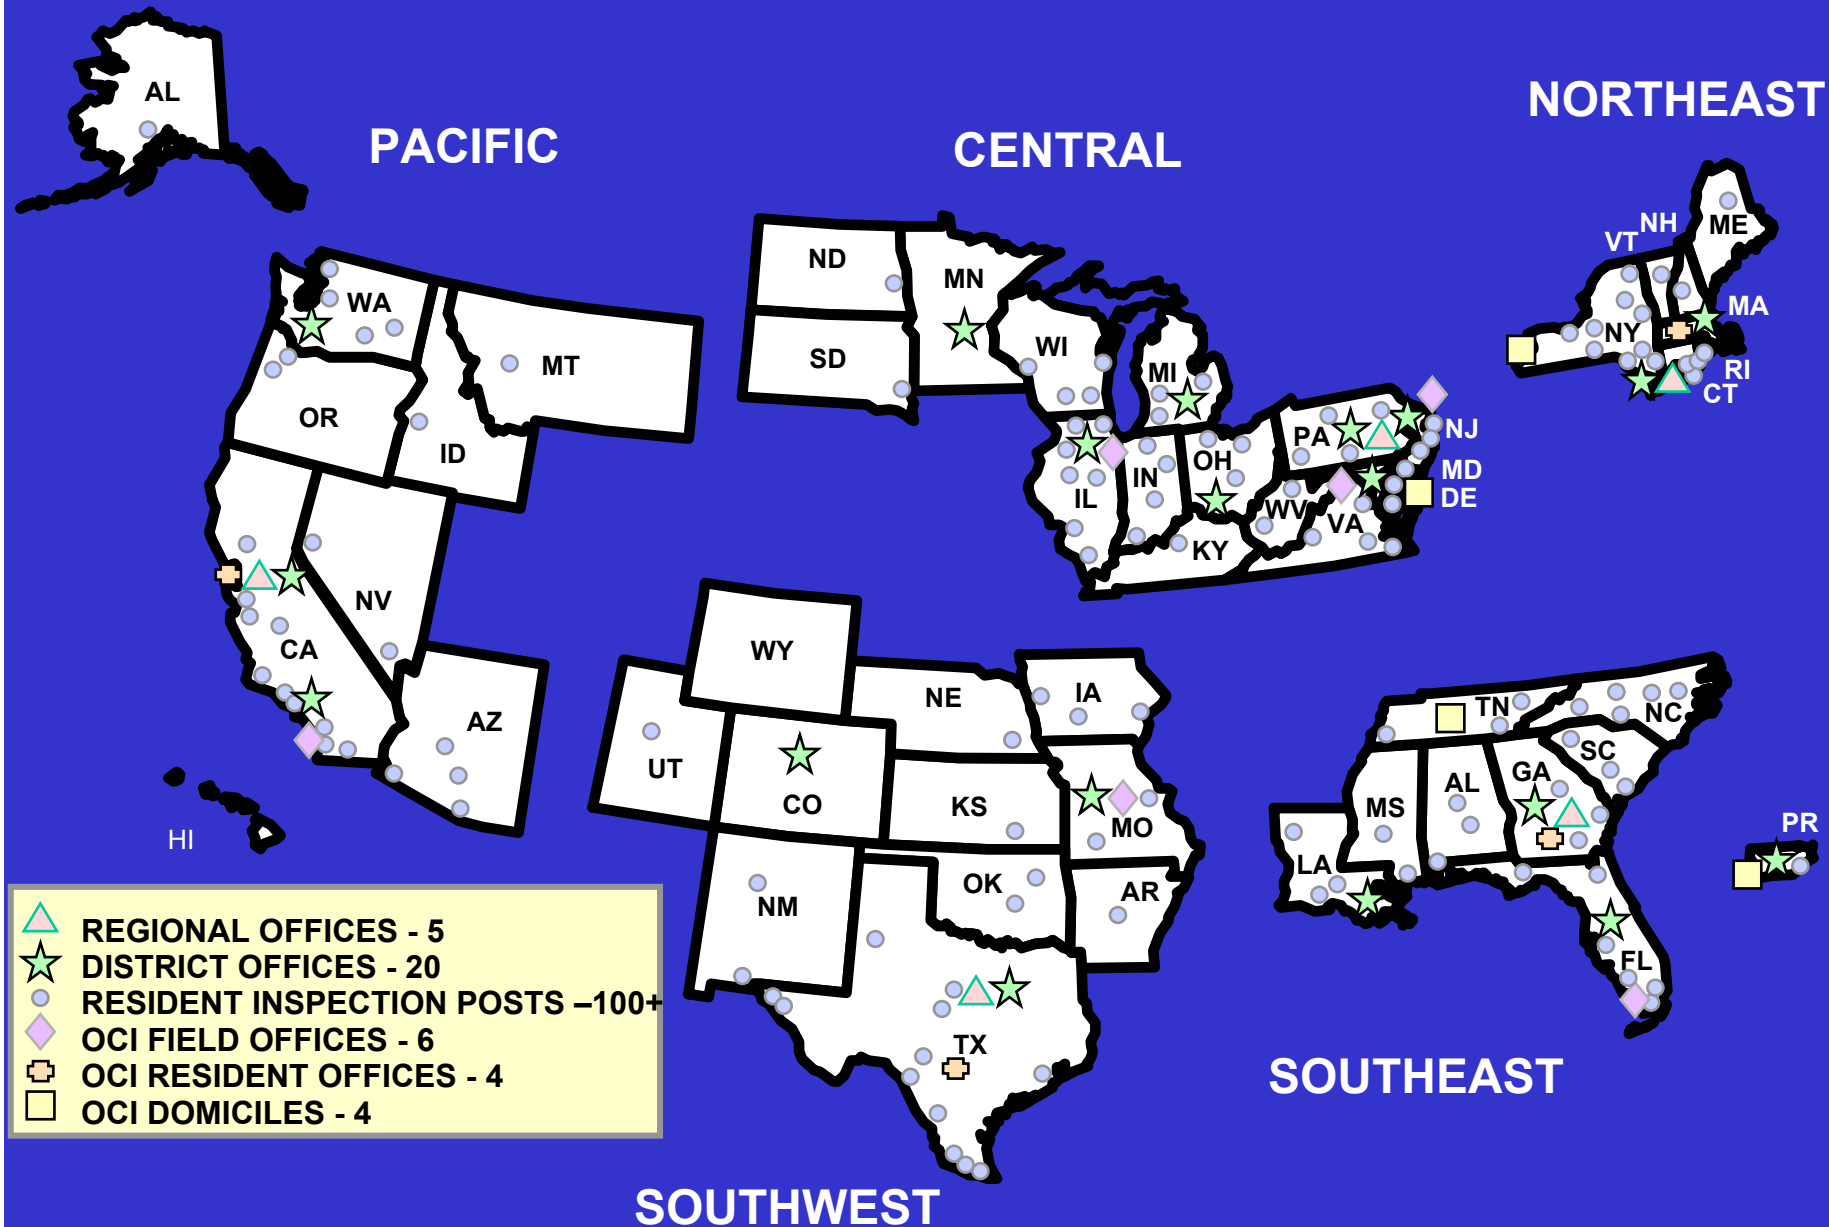 NORTHEAST
PACIFIC
CENTRAL
AL
ME
NH
VT
MA
NY
RI
CT
ND
MN
SD
WI
MI
WA
MT
OR
ID
PA
NJ
OH
MD
IN
DE
IL
WV
VA
KY
NV
CA
AZ
HI
WY
NE
IA
UT
CO
KS
MO
NM
OK
AR
TX
TN
NC
SC
GA
AL
MS
LA
FL
PR
REGIONAL OFFICES - 5
DISTRICT OFFICES - 20
RESIDENT INSPECTION POSTS –100+
OCI FIELD OFFICES - 6
OCI RESIDENT OFFICES - 4
OCI DOMICILES - 4
SOUTHEAST
SOUTHWEST